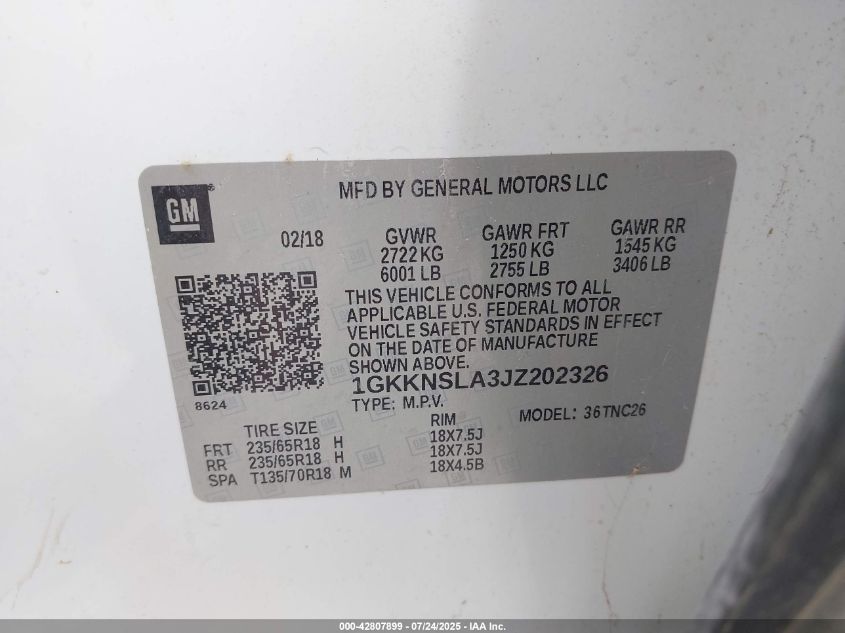 MFD BY GENERAL MOTORS LLC
GM
®
02/18
GVWR
2722 KG
6001 LB
GAWR FRT
1250 KG
2755 LB
GAWR RR
1545 KG
3406 LB
THIS VEHICLE CONFORMS TO ALL
APPLICABLE U.S. FEDERAL MOTOR
VEHICLE SAFETY STANDARDS IN EFFECT
ON THE DATE OF MANUFACTURE
SHOWN ABOVE.
1GKKNSLA3JZ202326
8624
TYPE: M.P.V.
MODEL: 36TNC26
TIRE SIZE RIM
FRT 235/65R18 H 18X7.5J
RR 235/65R18 H 18X7.5J
SPA T135/70R18 M 18X4.5B
000-42807899 | 07/24/2025 - IAA Inc.